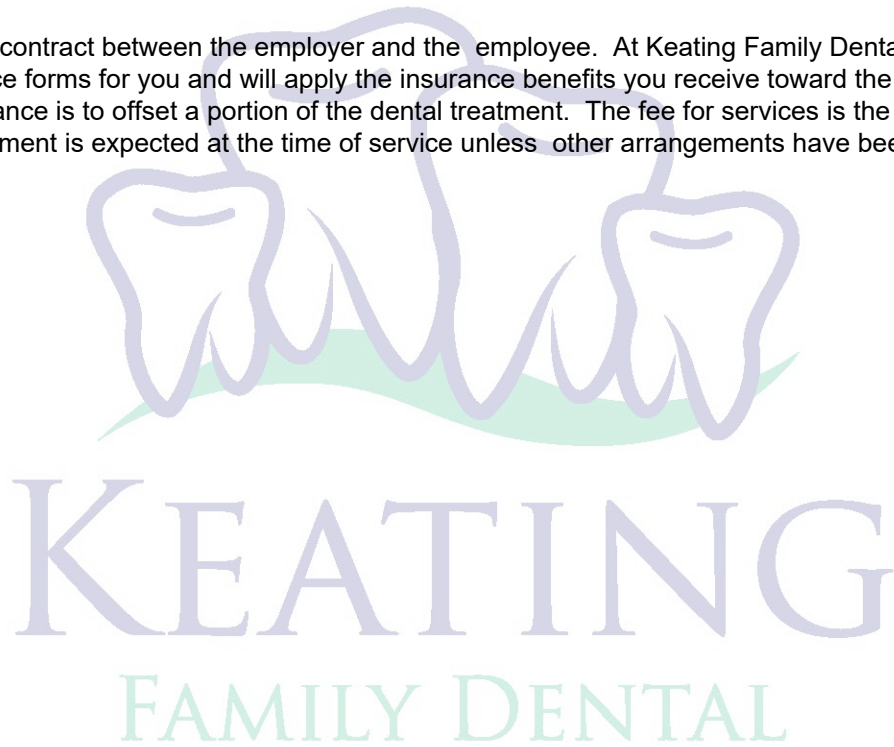 contract between the employer and the employee. At Keating Family Denta
ce forms for you and will apply the insurance benefits you receive toward the
ance is to offset a portion of the dental treatment. The fee for services is the
ment is expected at the time of service unless other arrangements have bee
KEATING
FAMILY DENTAL